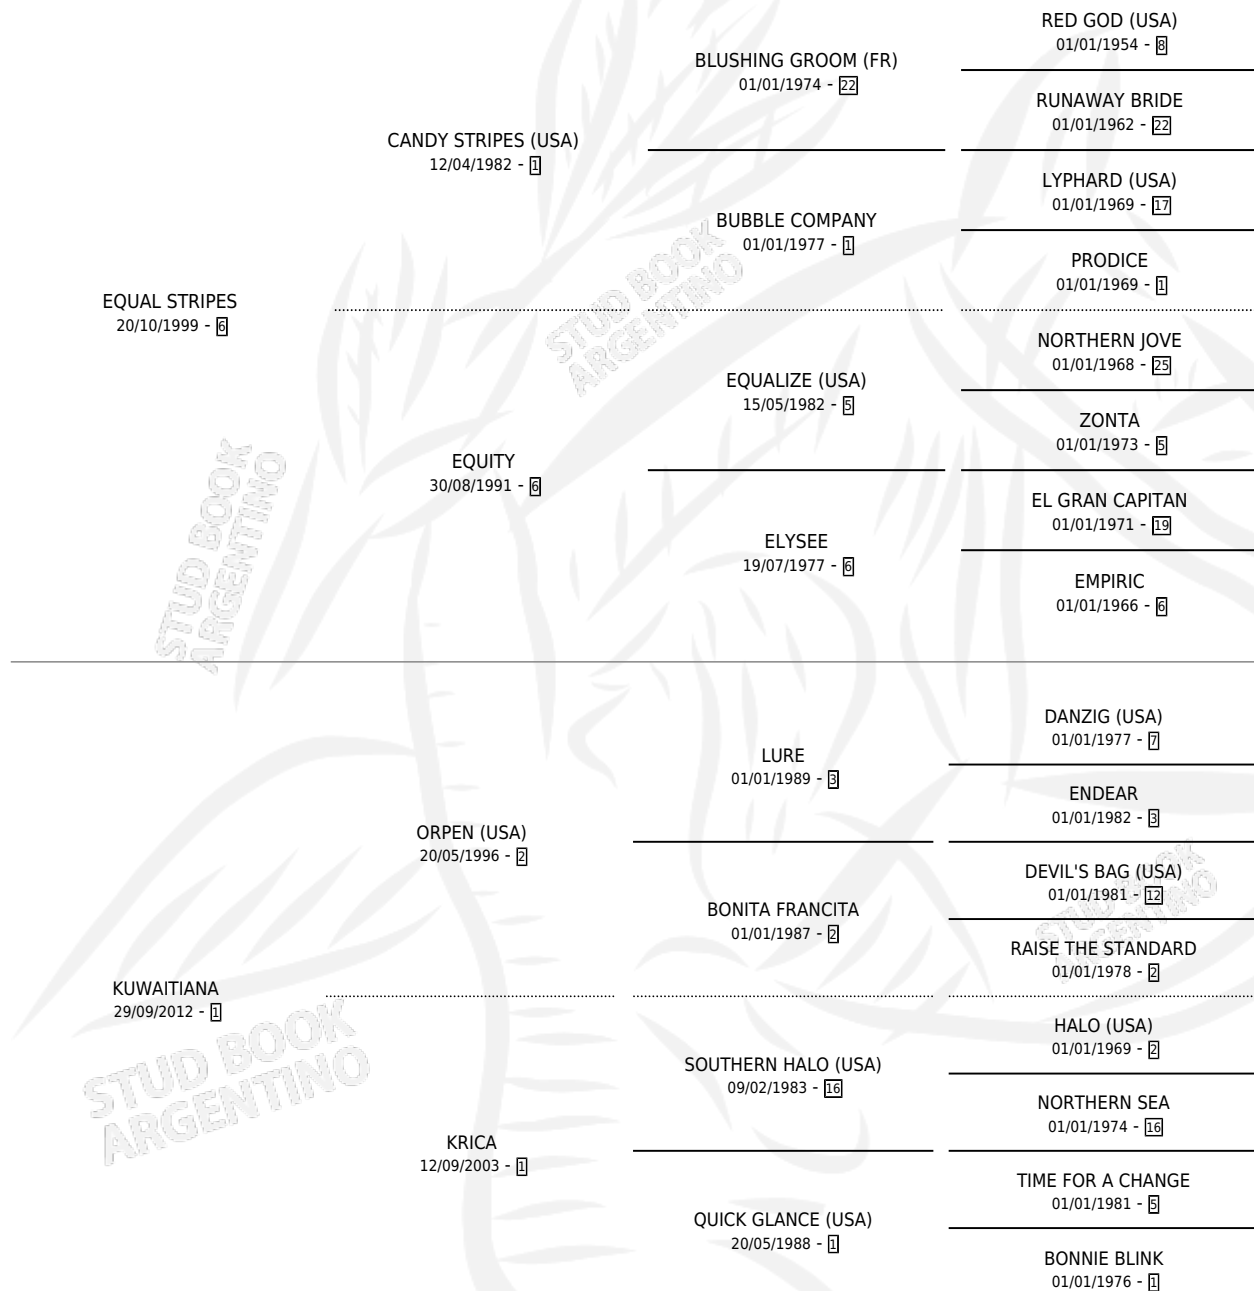 EQUAL STRIPES
20/10/1999 - 6
CANDY STRIPES (USA)
12/04/1982 - 1
EQUITY
30/08/1991 - 6
BLUSHING GROOM (FR)
01/01/1974 - 22
BUBBLE COMPANY
01/01/1977 - 1
EQUALIZE (USA)
15/05/1982 - 5
ELYSEE
19/07/1977 - 6
RED GOD (USA)
01/01/1954 - 8
RUNAWAY BRIDE
01/01/1962 - 22
LYPHARD (USA)
01/01/1969 - 17
PRODICE
01/01/1969 - 1
NORTHERN JOVE
01/01/1968 - 25
ZONTA
01/01/1973 - 5
EL GRAN CAPITAN
01/01/1971 - 19
EMPIRIC
01/01/1966 - 6
STUD BOOK
ARGENTINO
STUD BOOK
ARGENTINO
KUWAITIANA
29/09/2012 - 1
ORPEN (USA)
20/05/1996 - 2
KRICA
12/09/2003 - 1
LURE
01/01/1989 - 3
BONITA FRANCITA
01/01/1987 - 2
SOUTHERN HALO (USA)
09/02/1983 - 16
QUICK GLANCE (USA)
20/05/1988 - 1
DANZIG (USA)
01/01/1977 - 7
ENDEAR
01/01/1982 - 3
DEVIL'S BAG (USA)
01/01/1981 - 12
RAISE THE STANDARD
01/01/1978 - 2
HALO (USA)
01/01/1969 - 2
NORTHERN SEA
01/01/1974 - 16
TIME FOR A CHANGE
01/01/1981 - 5
BONNIE BLINK
01/01/1976 - 1
STUD BOOK
ARGENTINO
STUD BOOK
ARGENTINO